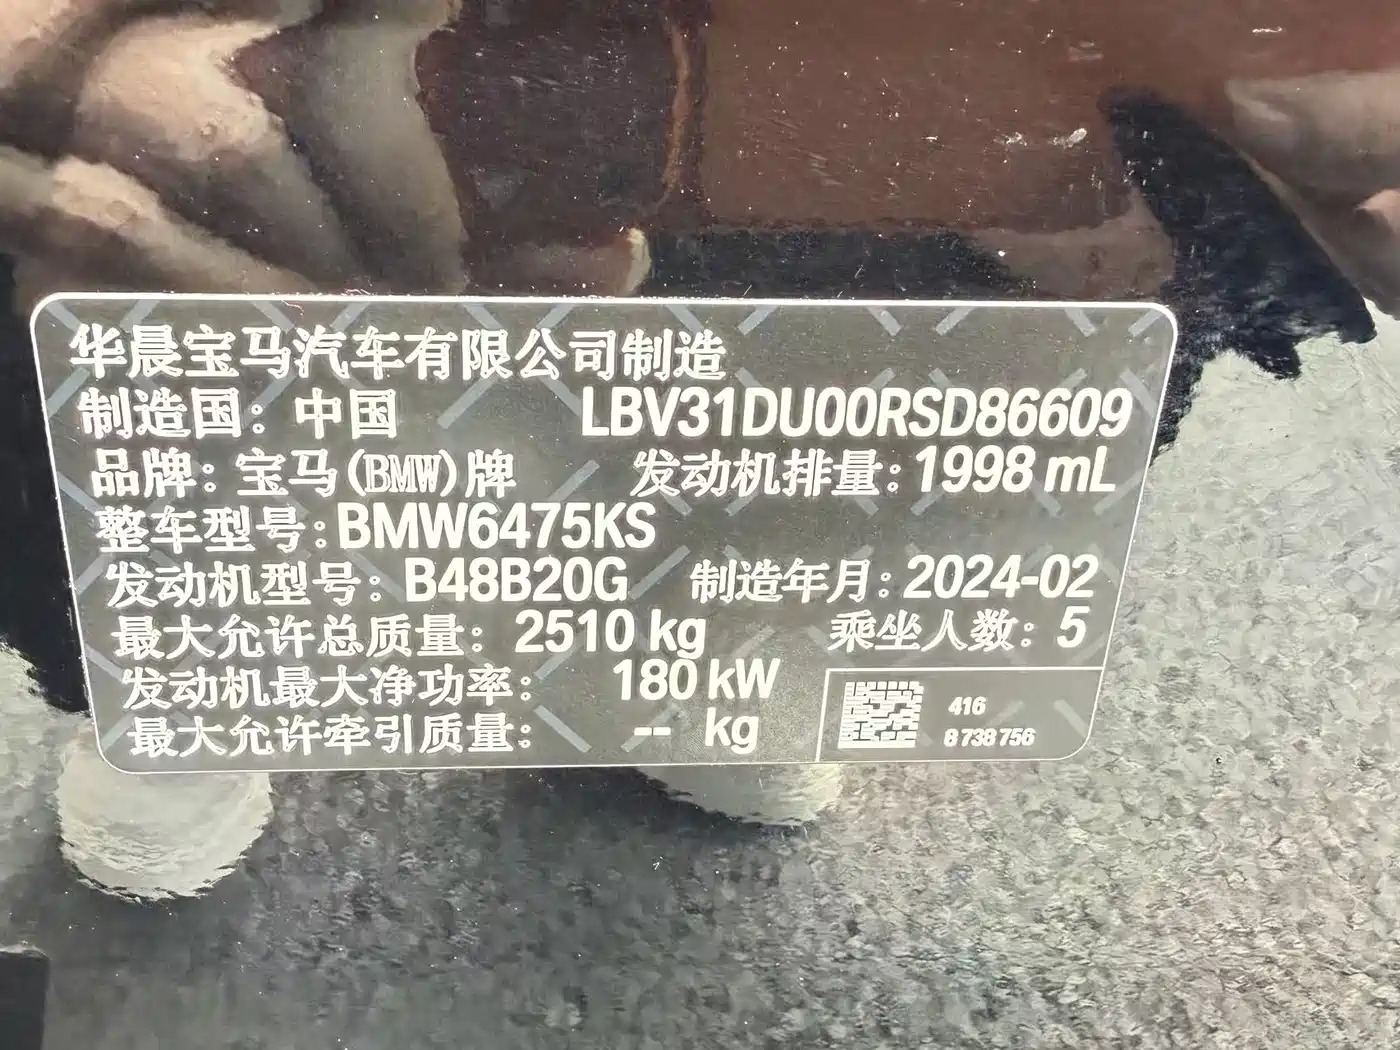 华晨宝马汽车有限公司制造
制造国：中国 LBV31DU00RSD86609
品牌：宝马(BMW)牌 发动机排量：1998 mL
整车型号：BMW6475KS
发动机型号：B48B20G 制造年月：2024-02
最大允许总质量：2510 kg 乘坐人数：5
发动机最大净功率： 180 kW
最大允许牵引质量： -- kg
416
8 738 756